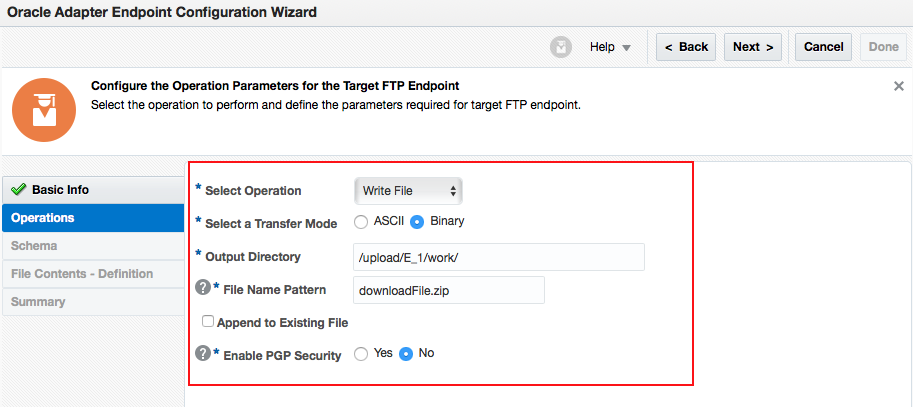 Oracle Adapter Endpoint Configuration Wizard
Help
< Back
Next >
Cancel
Done
Configure the Operation Parameters for the Target FTP Endpoint
Select the operation to perform and define the parameters required for target FTP endpoint.
Basic Info
Operations
Schema
File Contents - Definition
Summary
* Select Operation Write File
* Select a Transfer Mode ASCII Binary
* Output Directory /upload/E_1/work/
? * File Name Pattern downloadFile.zip
Append to Existing File
? * Enable PGP Security Yes No